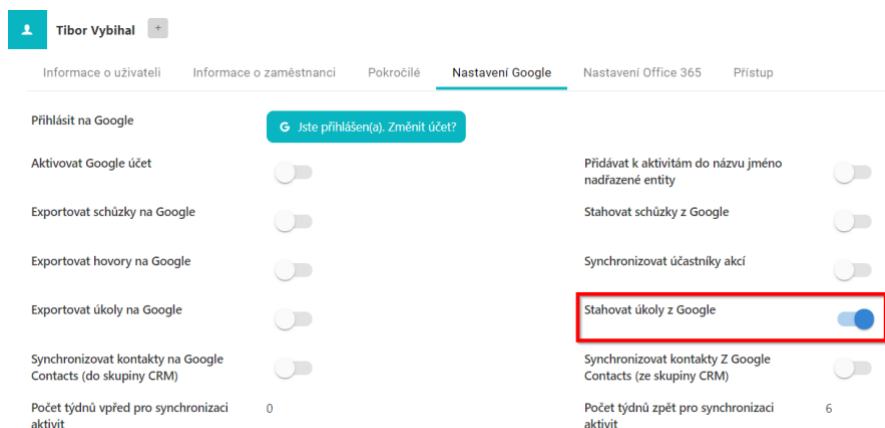 Tibor Vybihal +
Informace o uživateli Informace o zaměstnanci Pokročilé Nastavení Google Nastavení Office 365 Přístup
Přihlásit na Google
G Jste přihlášen(a). Změnit účet?
Aktivovat Google účet
Přidávat k aktivitám do názvu jméno
nadřazené entity
Exportovat schůzky na Google
Stahovat schůzky z Google
Exportovat hovory na Google
Synchronizovat účastníky akcí
Exportovat úkoly na Google
Stahovat úkoly z Google
Synchronizovat kontakty na Google
Contacts (do skupiny CRM)
Synchronizovat kontakty Z Google
Contacts (ze skupiny CRM)
Počet týdnů vpřed pro synchronizaci
aktivit
0
Počet týdnů zpět pro synchronizaci
aktivit
6